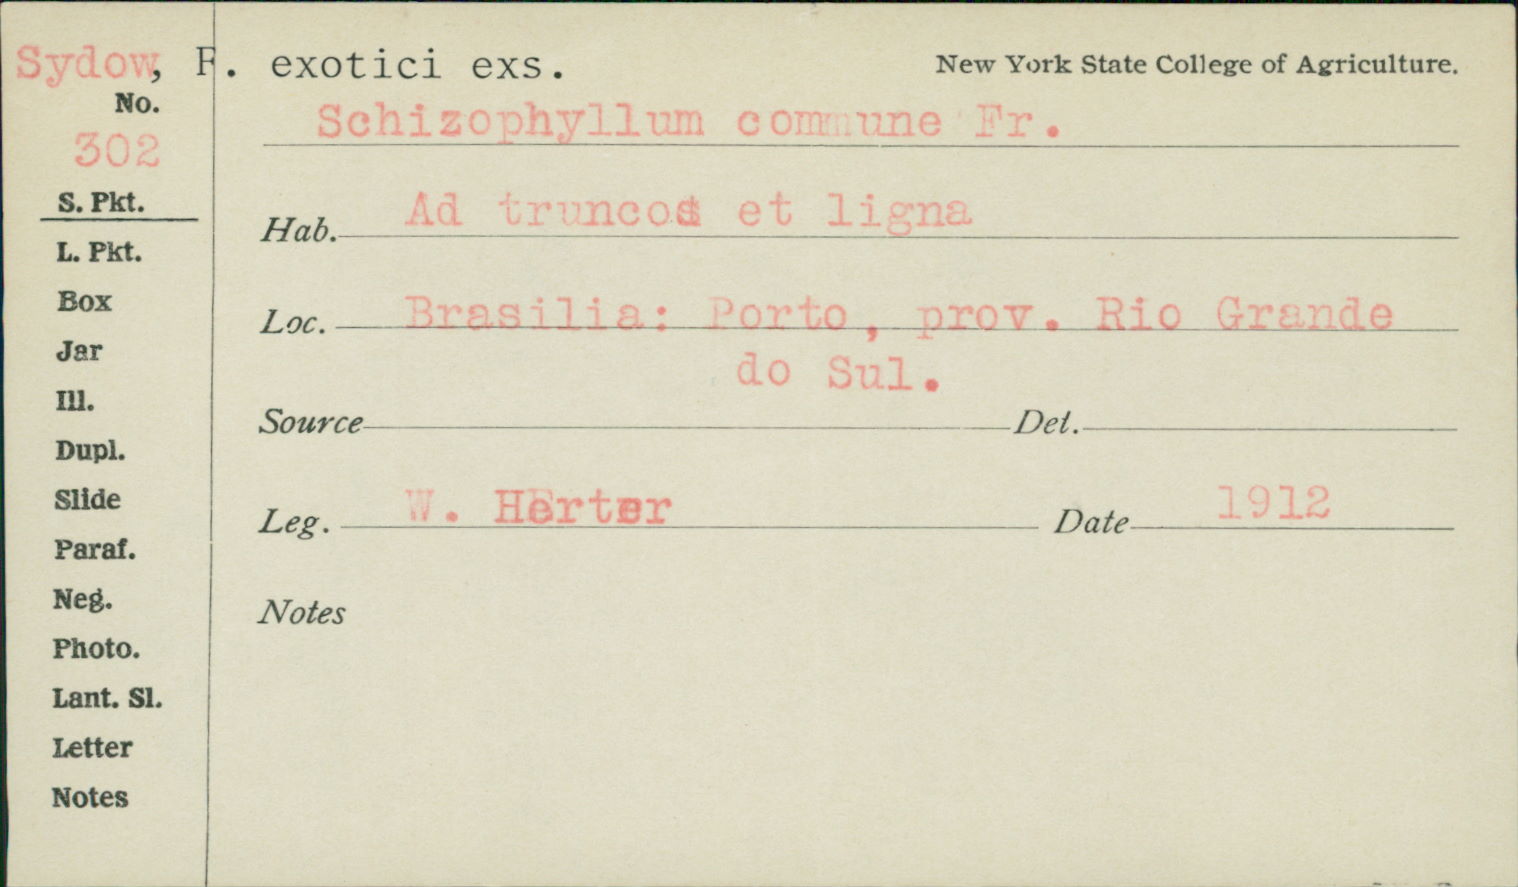 Sydow, F. exotici exs.
New York State College of Agriculture.
No.
302
Schizophyllum commune Fr.
S. Pkt.
Hab. Ad truncos et ligna
L. Pkt.
Box
Loc. Brasilia: Porto, prov. Rio Grande
do Sul.
Jar
Ill.
Source Det.
Dupl.
Slide
Leg. W. Herter Date 1912
Paraf.
Neg.
Notes
Photo.
Lant. Sl.
Letter
Notes